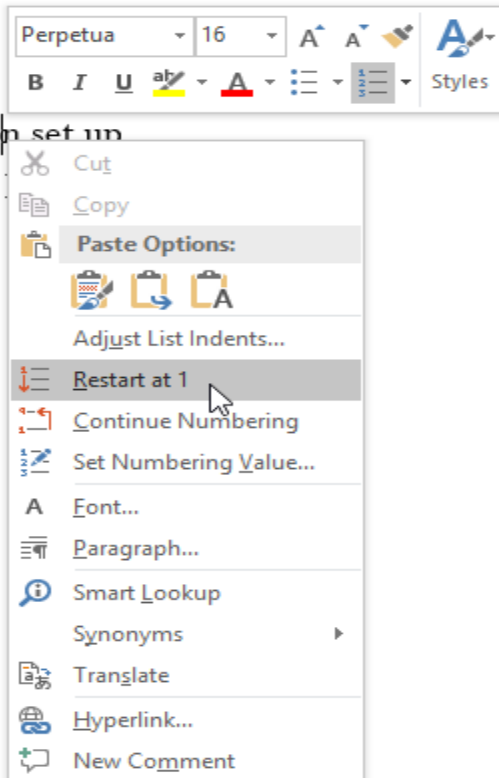 Perpetua 16
B I U A Styles
n set up
Cut
Copy
Paste Options:
Adjust List Indents...
Restart at 1
Continue Numbering
Set Numbering Value...
Font...
Paragraph...
Smart Lookup
Synonyms
Translate
Hyperlink...
New Comment